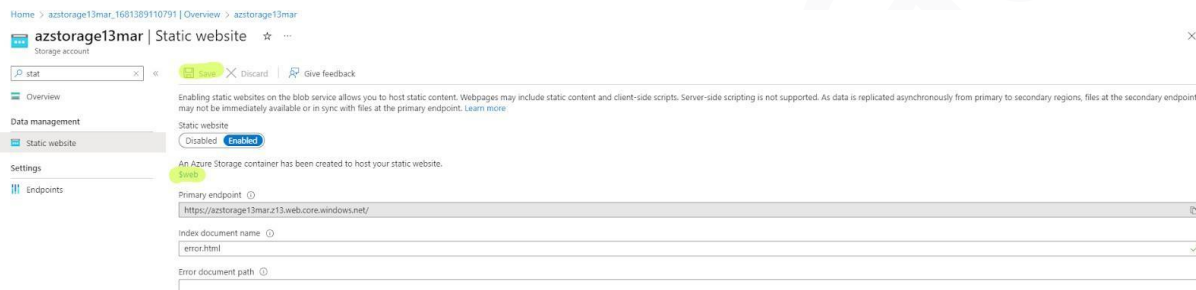 Home > azstorage13mar_1681389110791 | Overview > azstorage13mar
azstorage13mar | Static website
Storage account
stat
Save Discard Give feedback
Overview
Enabling static websites on the blob service allows you to host static content. Webpages may include static content and client-side scripts. Server-side scripting is not supported. As data is replicated asynchronously from primary to secondary regions, files at the secondary endpoint
may not be immediately available or in sync with files at the primary endpoint. Learn more
Data management
Static website
Static website
Disabled Enabled
An Azure Storage container has been created to host your static website.
Settings
$web
Endpoints
Primary endpoint
https://azstorage13mar.z13.web.core.windows.net/
Index document name
error.html
Error document path